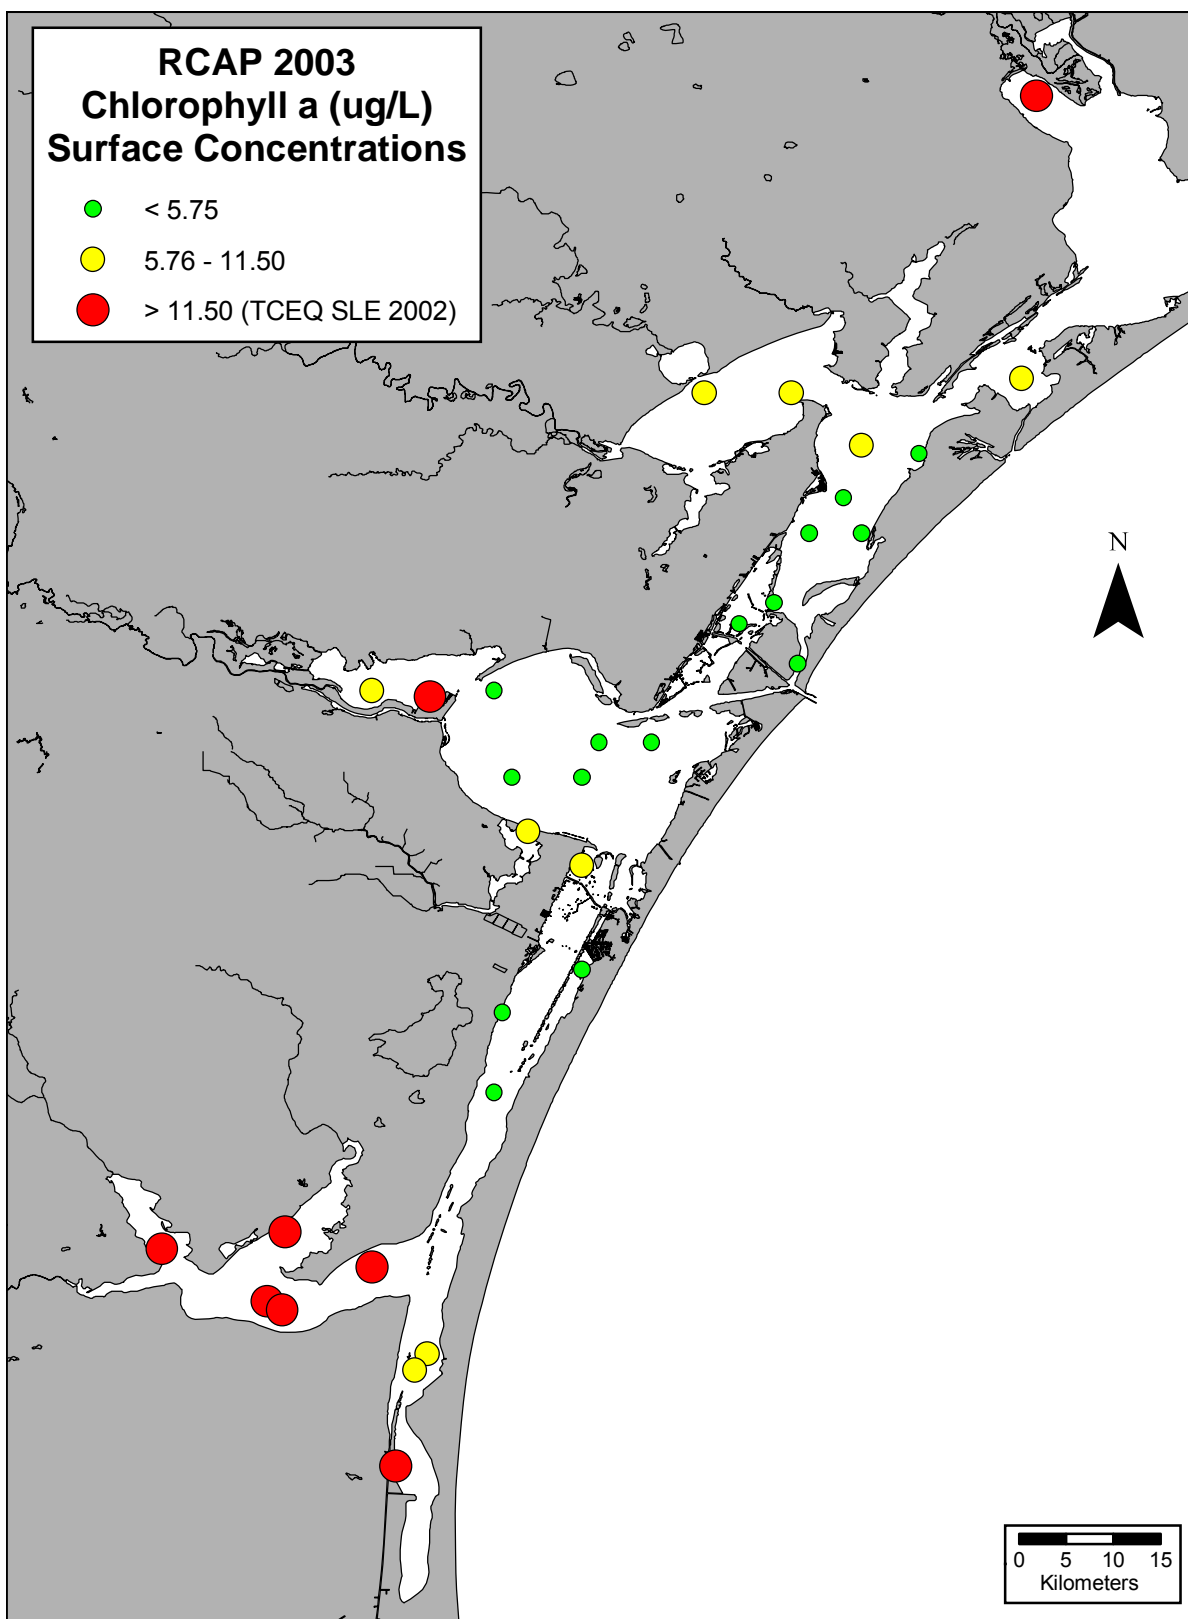 RCAP 2003
Chlorophyll a (ug/L)
Surface Concentrations
< 5.75
5.76 - 11.50
> 11.50 (TCEQ SLE 2002)
N
0 5 10 15
Kilometers